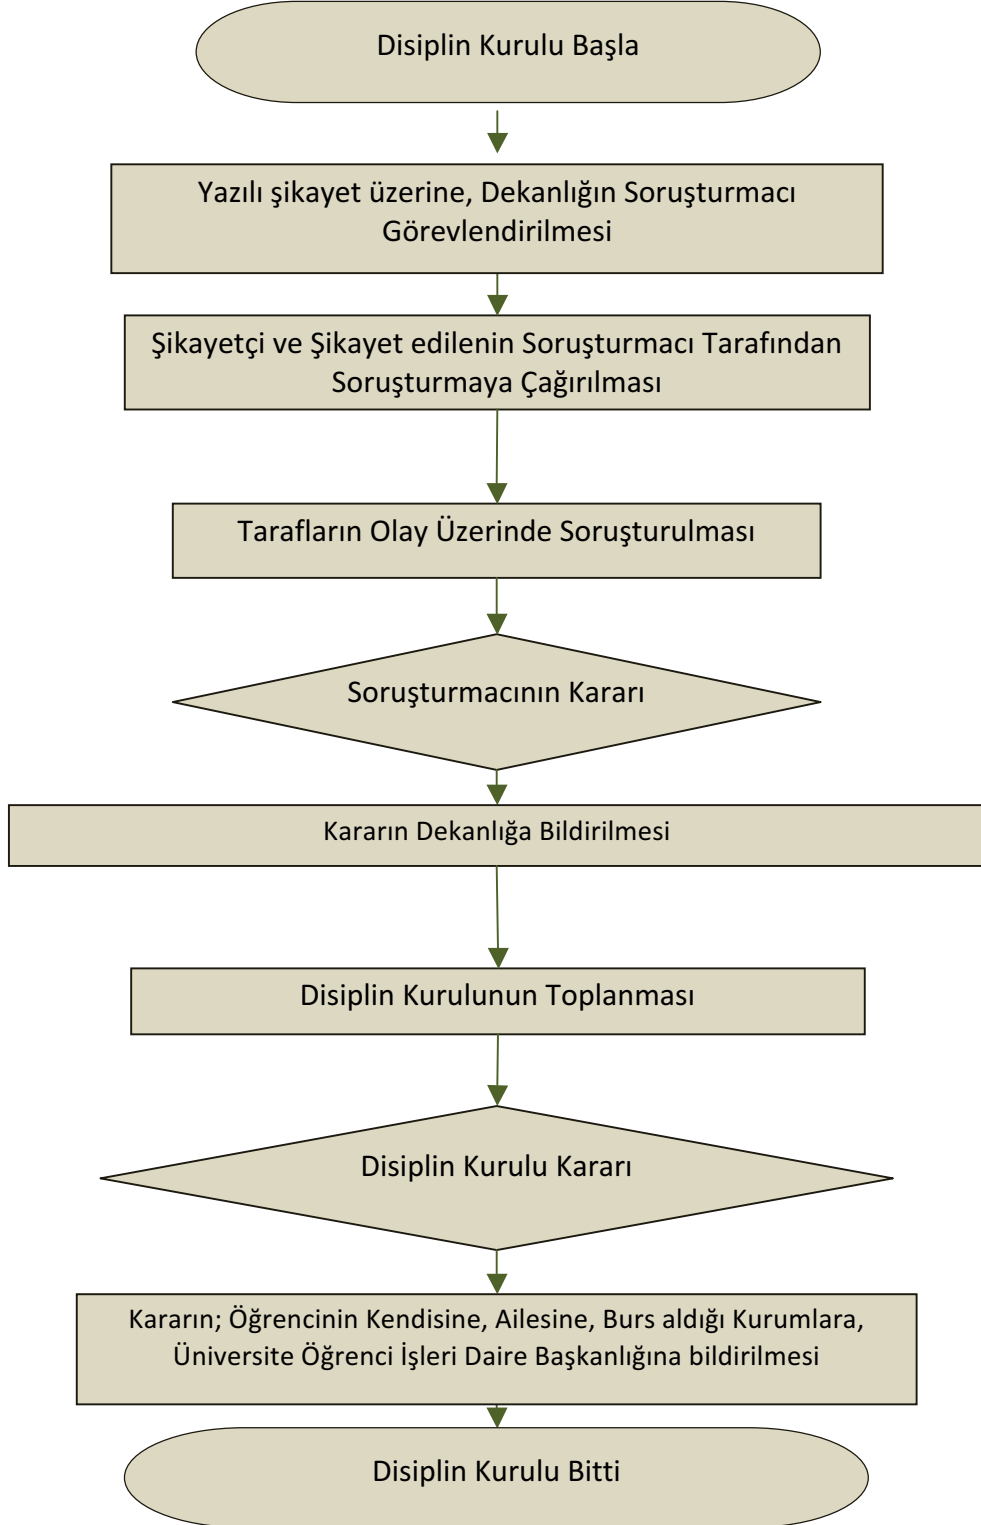 Disiplin Kurulu Başla
Yazılı şikayet üzerine, Dekanlığın Soruşturmacı
Görevlendirilmesi
Şikayetçi ve Şikayet edilenin Soruşturmacı Tarafından
Soruşturmaya Çağırılması
Tarafların Olay Üzerinde Soruşturulması
Soruşturmacının Kararı
Kararın Dekanlığa Bildirilmesi
Disiplin Kurulunun Toplanması
Disiplin Kurulu Kararı
Kararın; Öğrencinin Kendisine, Ailesine, Burs aldığı Kurumlara,
Üniversite Öğrenci İşleri Daire Başkanlığına bildirilmesi
Disiplin Kurulu Bitti